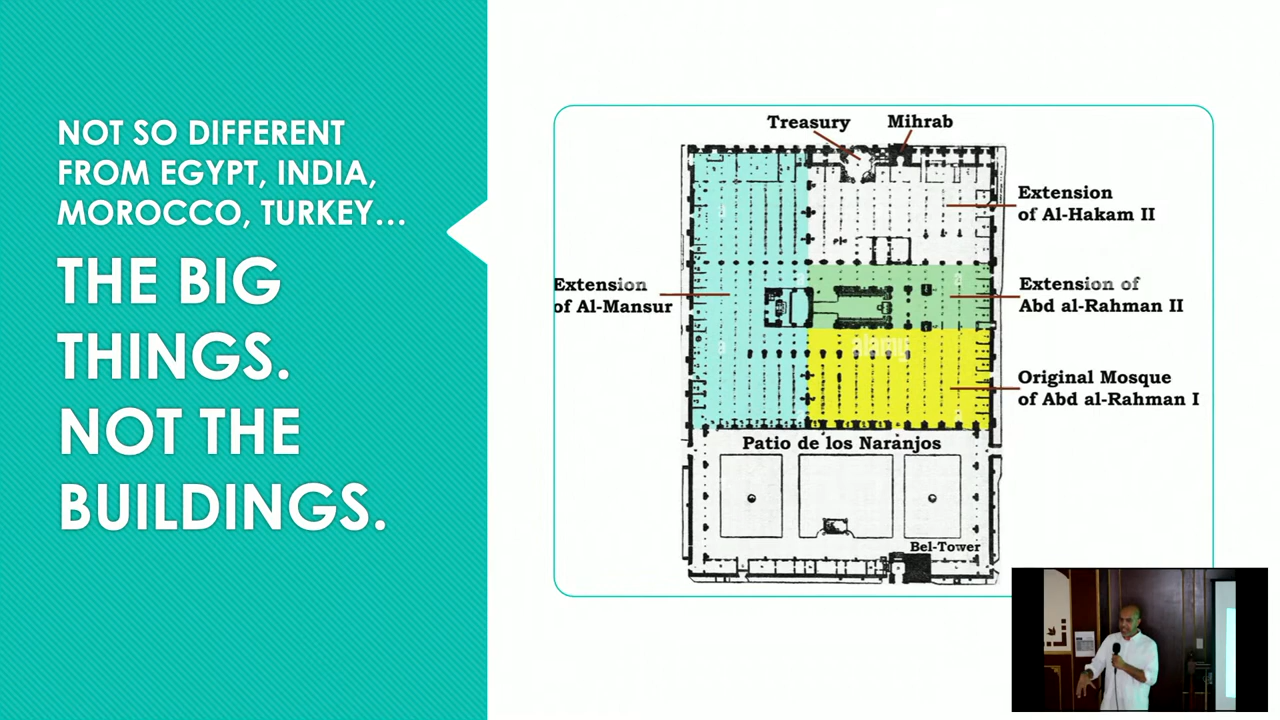 NOT SO DIFFERENT
FROM EGYPT, INDIA,
MOROCCO, TURKEY…
THE BIG
THINGS.
NOT THE
BUILDINGS.
Treasury
Mihrab
Extension
of Al-Hakam II
Extension
of Al-Mansur
Extension of
Abd al-Rahman II
Original Mosque
of Abd al-Rahman I
alamy
Patio de los Naranjos
Bel-Tower